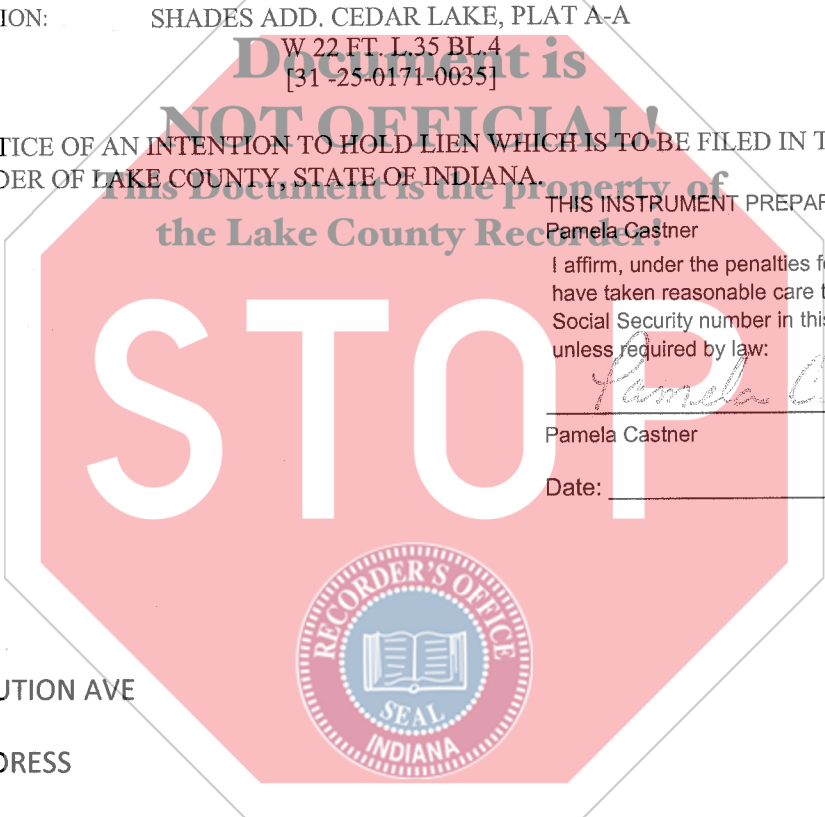 ION: SHADES ADD. CEDAR LAKE, PLAT A-A
W 22 FT. L.35 BL.4
[31 -25-0171-0035]
Document is
NOT OFFICIAL!
TICE OF AN INTENTION TO HOLD LIEN WHICH IS TO BE FILED IN T
DER OF LAKE COUNTY, STATE OF INDIANA.
This Document is the property of
the Lake County Recorder!
THIS INSTRUMENT PREPAR
Pamela Castner
I affirm, under the penalties f
have taken reasonable care t
Social Security number in this
unless required by law:
Pamela C
Pamela Castner
Date:
STOP
RECORDER'S OFFICE
SEAL
INDIANA
UTION AVE
DRESS